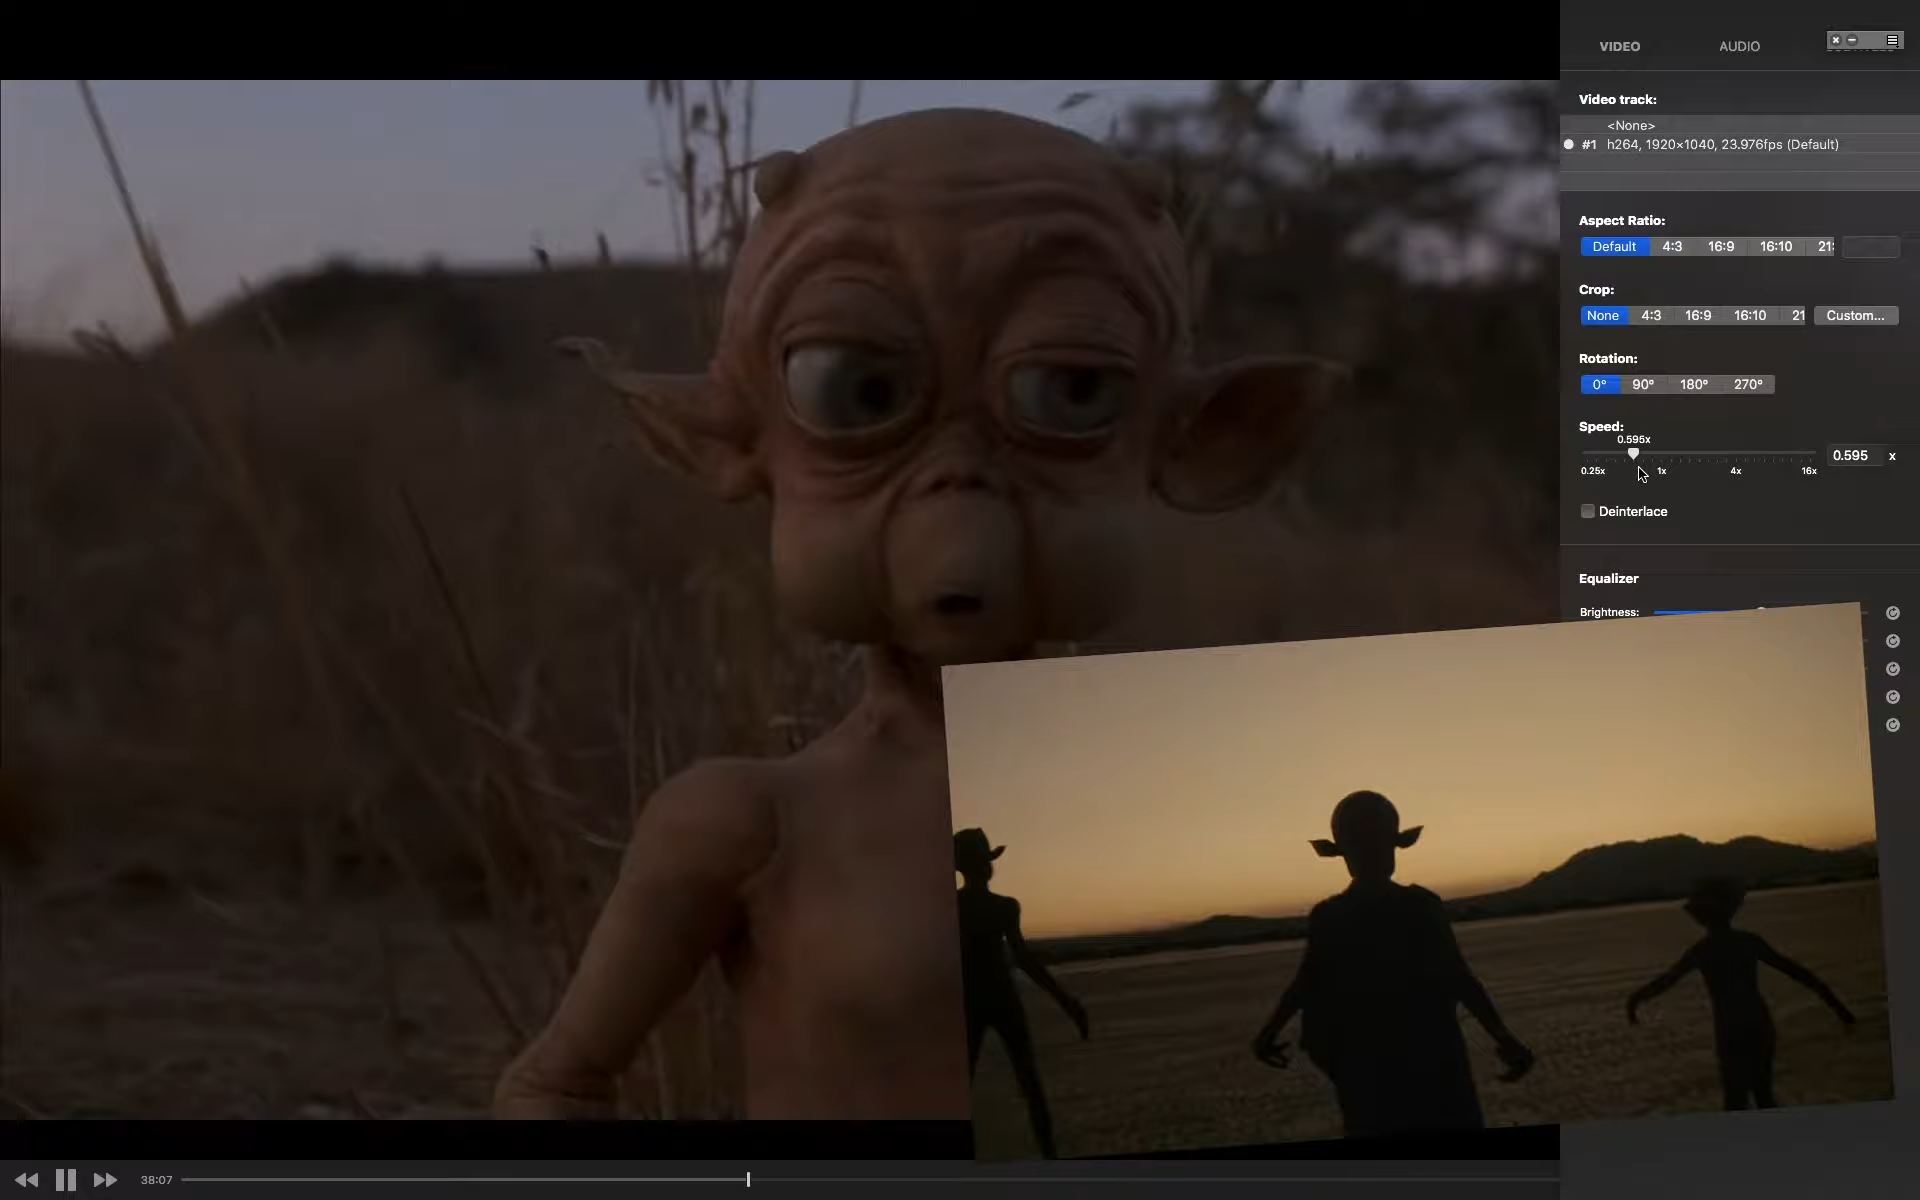 VIDEO AUDIO
Video track:
<None>
#1 h264, 1920×1040, 23.976fps (Default)
Aspect Ratio:
Default 4:3 16:9 16:10 21:
Crop:
None 4:3 16:9 16:10 21 Custom...
Rotation:
0° 90° 180° 270°
Speed:
0.595x
0.595 x
0.25x 1x 4x 16x
Deinterlace
Equalizer
Brightness:
38:07